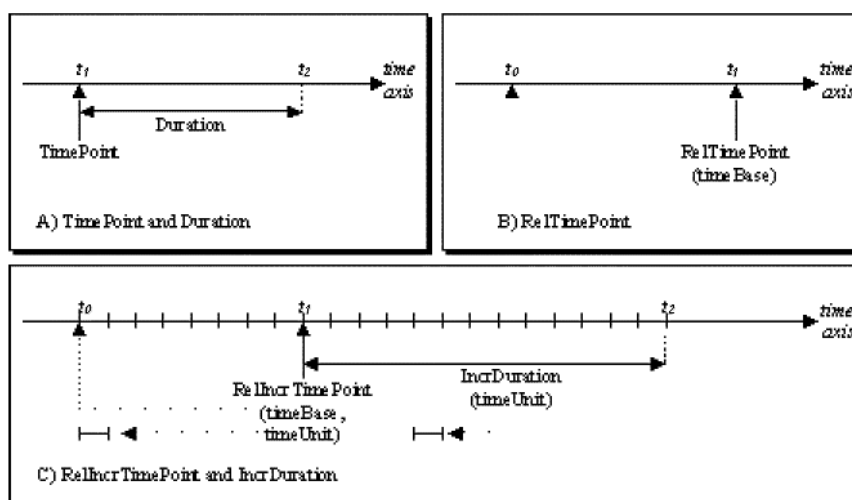 t1 t2 time
axis
Duration
TimePoint
A) TimePoint and Duration
t0 t1 time
axis
RelTimePoint
(timeBase)
B) RelTimePoint
t0 t1 t2 time
axis
RelIncrTimePoint
(timeBase,
timeUnit)
IncrDuration
(timeUnit)
C) RelIncrTimePoint and IncrDuration